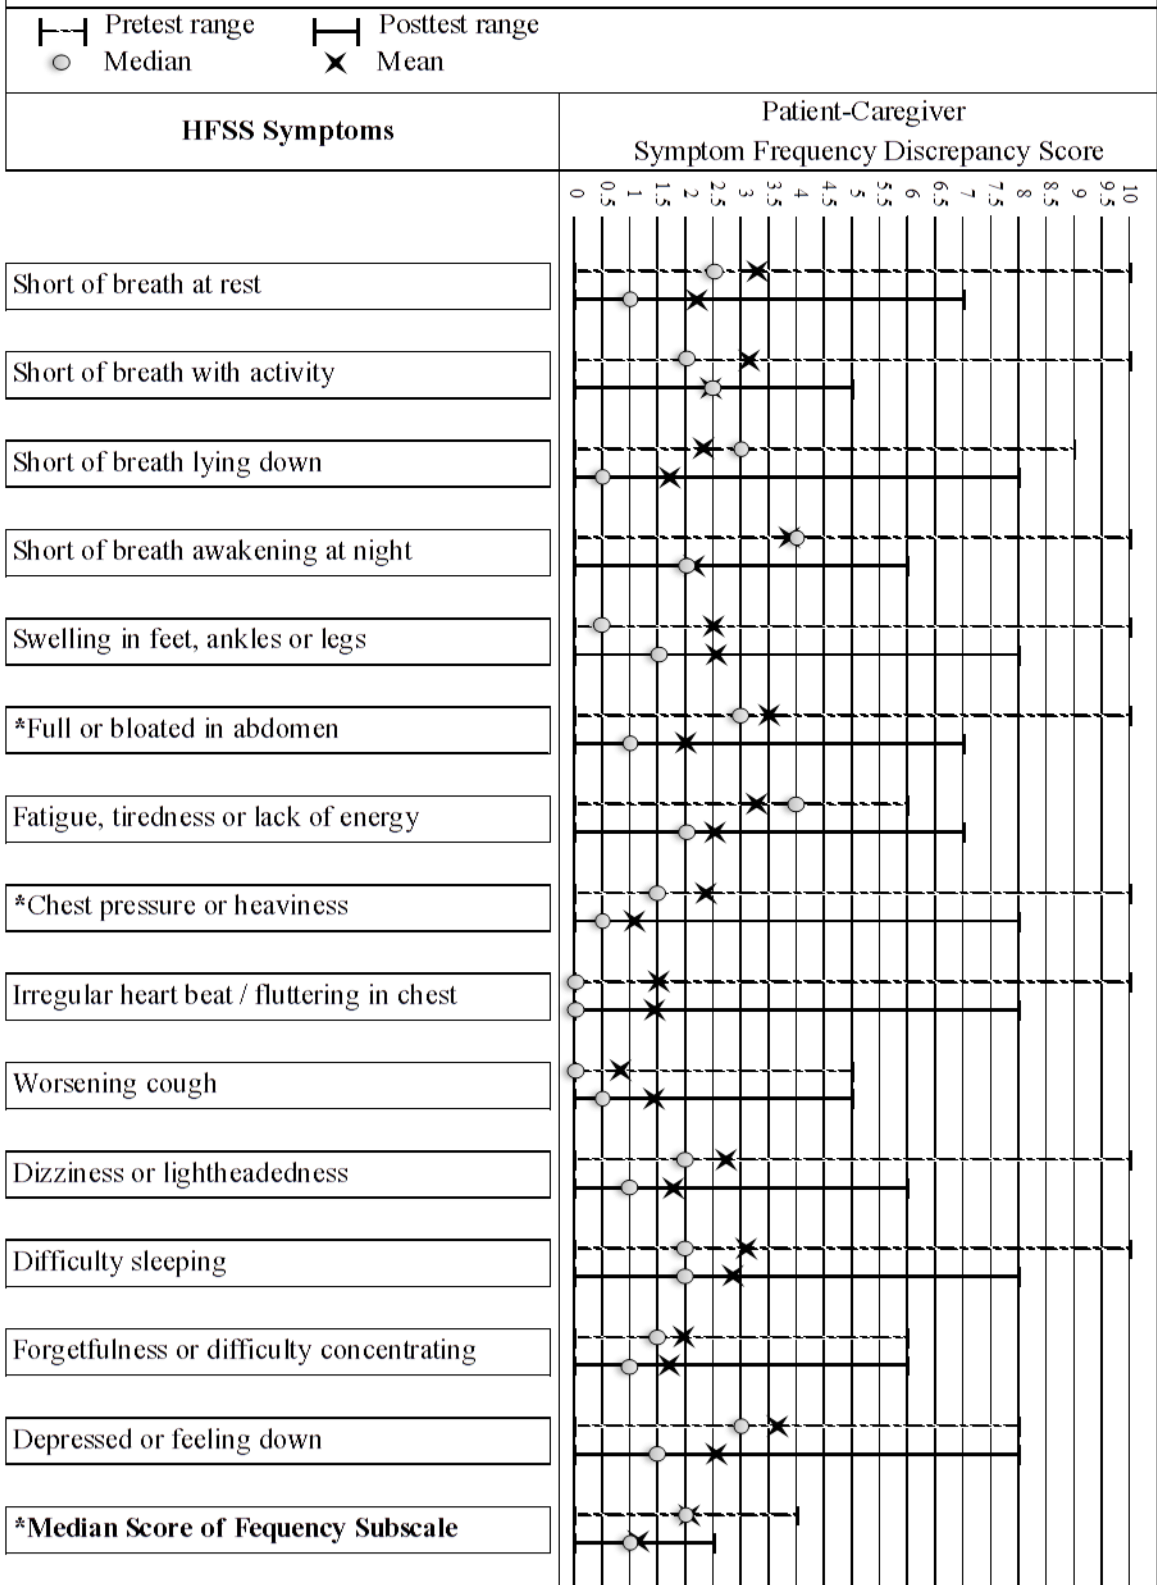 Pretest range Posttest range
Median Mean
HFSS Symptoms
Patient-Caregiver
Symptom Frequency Discrepancy Score
0 0.5 1 1.5 2 2.5 3 3.5 4 4.5 5 5.5 6 6.5 7 7.5 8 8.5 9 9.5 10
Short of breath at rest
Short of breath with activity
Short of breath lying down
Short of breath awakening at night
Swelling in feet, ankles or legs
*Full or bloated in abdomen
Fatigue, tiredness or lack of energy
*Chest pressure or heaviness
Irregular heart beat / fluttering in chest
Worsening cough
Dizziness or lightheadedness
Difficulty sleeping
Forgetfulness or difficulty concentrating
Depressed or feeling down
*Median Score of Fequency Subscale